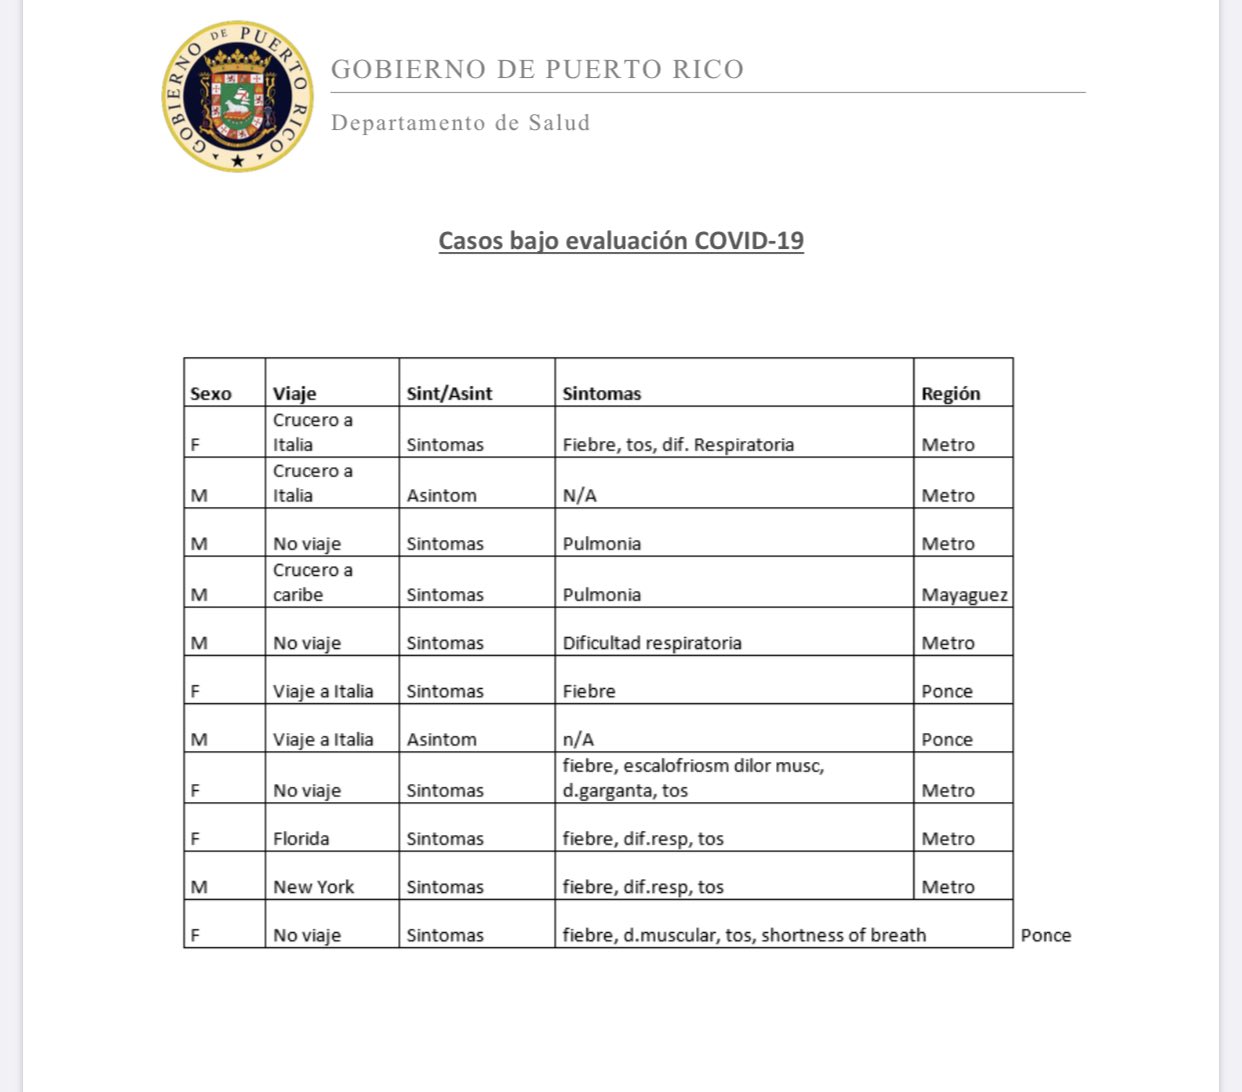 GOBIERNO DE PUERTO RICO
GOBIERNO DE PUERTO RICO
Departamento de Salud
Casos bajo evaluación COVID-19
Sexo Viaje Sint/Asint Sintomas Región
F Crucero a Italia Sintomas Fiebre, tos, dif. Respiratoria Metro
M Crucero a Italia Asintom N/A Metro
M No viaje Sintomas Pulmonia Metro
M Crucero a caribe Sintomas Pulmonia Mayaguez
M No viaje Sintomas Dificultad respiratoria Metro
F Viaje a Italia Sintomas Fiebre Ponce
M Viaje a Italia Asintom n/A Ponce
F No viaje Sintomas fiebre, escalofriosm dilor musc, d.garganta, tos Metro
F Florida Sintomas fiebre, dif.resp, tos Metro
M New York Sintomas fiebre, dif.resp, tos Metro
F No viaje Sintomas fiebre, d.muscular, tos, shortness of breath Ponce